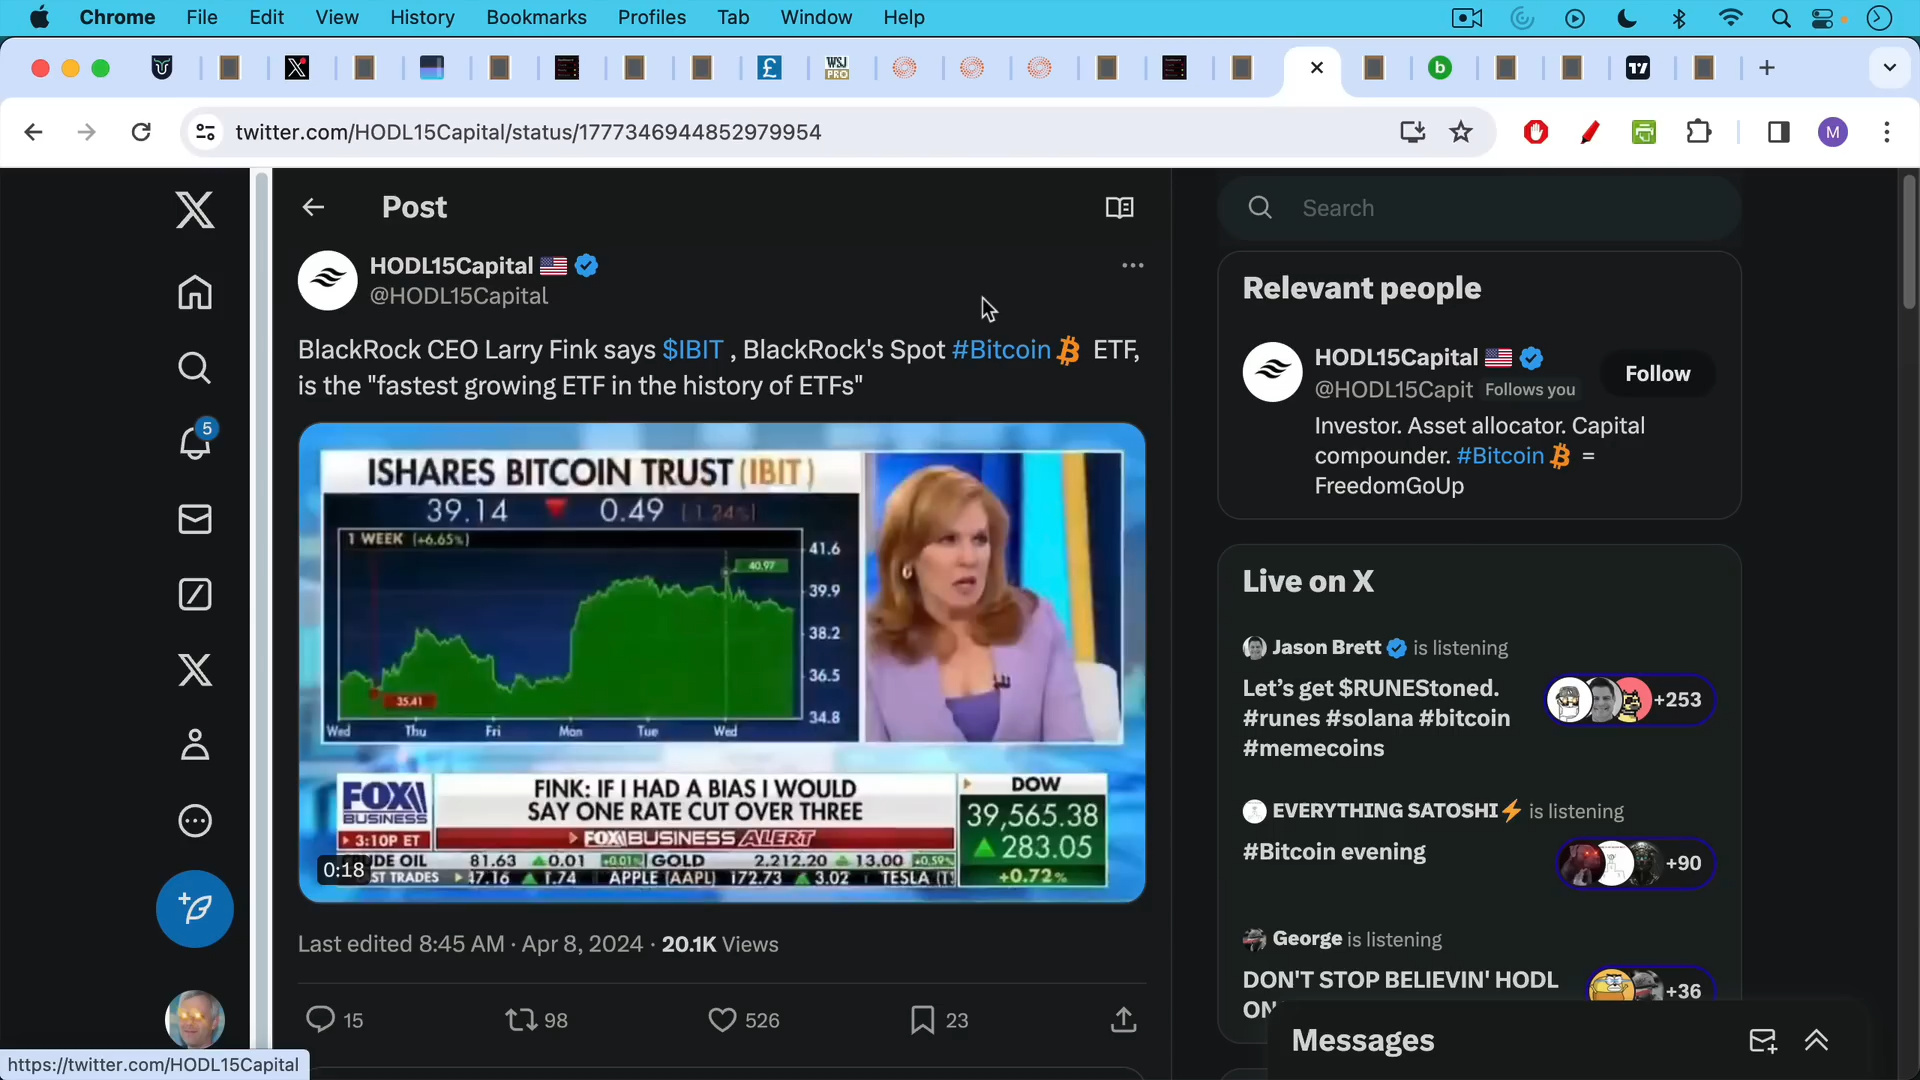 Chrome File Edit View History Bookmarks Profiles Tab Window Help
WSJ PRO
twitter.com/HODL15Capital/status/1777346944852979954
M
Post
Search
HODL15Capital
@HODL15Capital
BlackRock CEO Larry Fink says $IBIT , BlackRock's Spot #Bitcoin ETF,
is the "fastest growing ETF in the history of ETFs"
ISHARES BITCOIN TRUST (IBIT)
39.14 0.49 (1.24%)
1 WEEK (+6.65%)
41.6
40.97
39.9
38.2
36.5
35.41
34.8
Wed Thu Fri Mon Tue Wed
FOX BUSINESS
3:10P ET
FINK: IF I HAD A BIAS I WOULD
SAY ONE RATE CUT OVER THREE
FOX BUSINESS ALERT
DOW
39,565.38
283.05
+0.72%
0:18
CRUDE OIL 81.63 0.01 +0.01% GOLD 2,212.20 13.00 +0.59%
TRADES 47.16 1.74 APPLE (AAPL) 172.73 3.02 TESLA
Last edited 8:45 AM · Apr 8, 2024 · 20.1K Views
15 98 526 23
5
Relevant people
HODL15Capital
@HODL15Capit Follows you
Follow
Investor. Asset allocator. Capital
compounder. #Bitcoin =
FreedomGoUp
Live on X
Jason Brett is listening
Let's get $RUNEStoned.
#runes #solana #bitcoin
#memecoins
+253
EVERYTHING SATOSHI is listening
#Bitcoin evening
+90
George is listening
DON'T STOP BELIEVIN' HODL
ON
+36
Messages
https://twitter.com/HODL15Capital